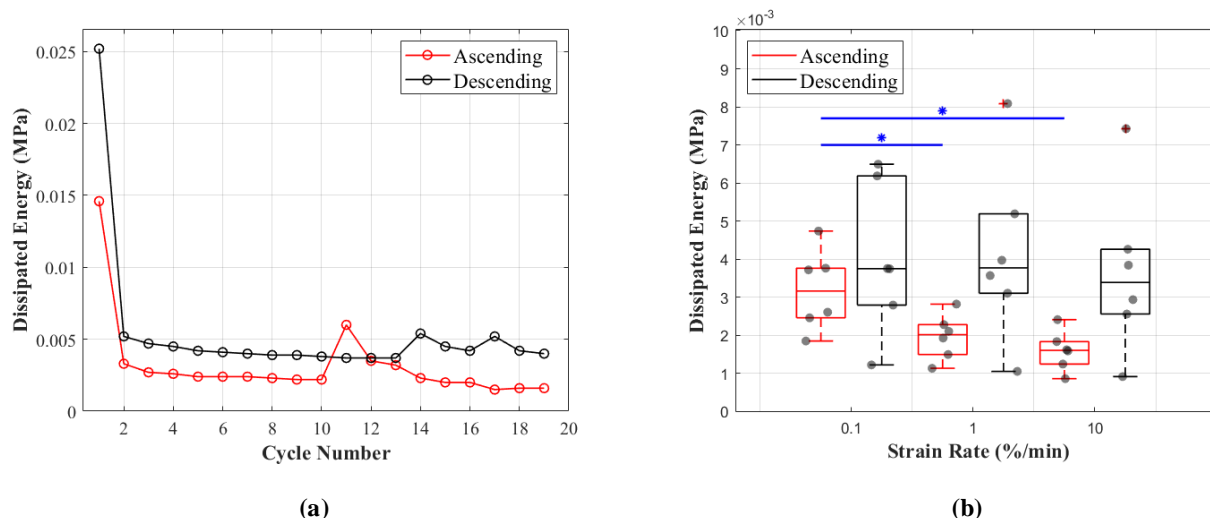 Ascending
Descending
0.025
0.02
0.015
0.01
0.005
0
Dissipated Energy (MPa)
2 4 6 8 10 12 14 16 18 20
Cycle Number
(a)
×10⁻³
Ascending
Descending
10
9
8
7
6
5
4
3
2
1
0
Dissipated Energy (MPa)
* 
*
0.1 1 10
Strain Rate (%/min)
(b)